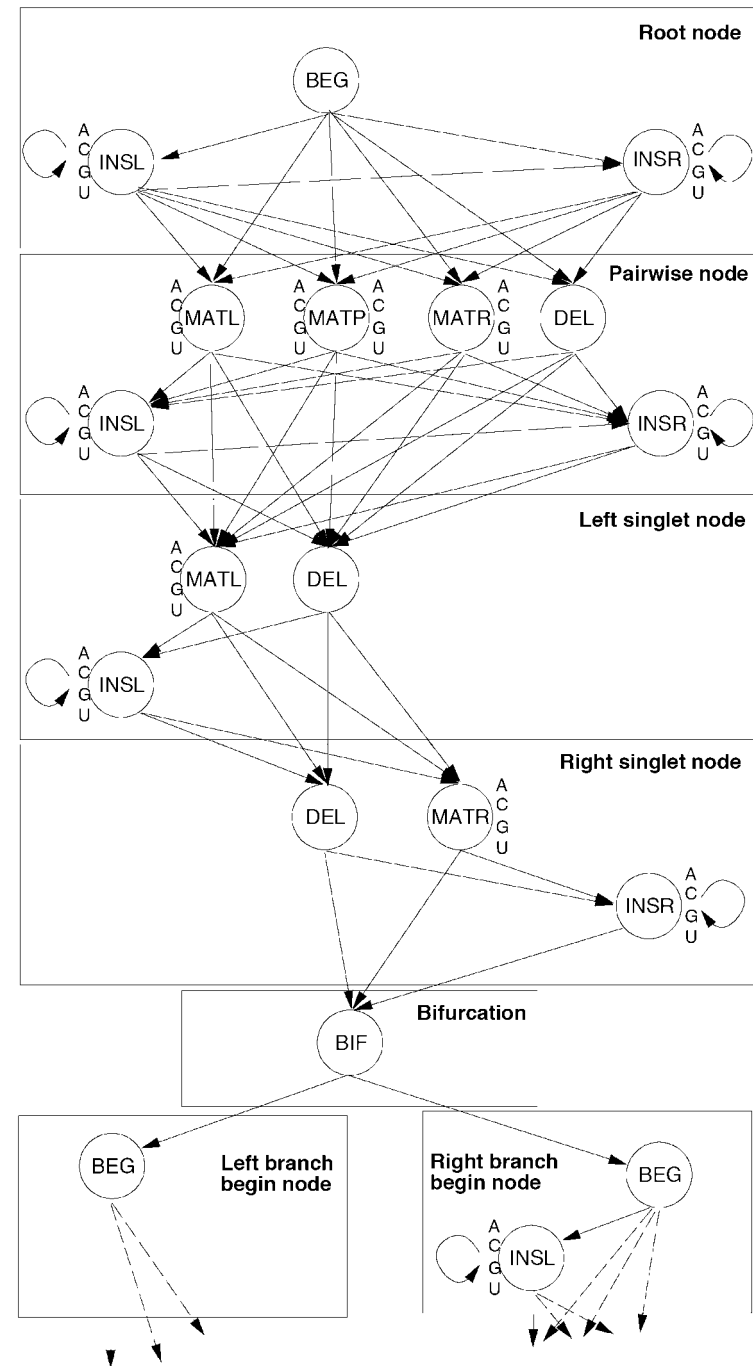 Root node
BEG
A
C
G
U
INSL
INSR
A
C
G
U
Pairwise node
A
C
G
U
MATL
A
C
G
U
MATP
A
C
G
U
MATR
A
C
G
U
DEL
A
C
G
U
INSL
INSR
A
C
G
U
Left singlet node
A
C
G
U
MATL
DEL
A
C
G
U
INSL
Right singlet node
DEL
MATR
A
C
G
U
INSR
A
C
G
U
Bifurcation
BIF
BEG
Left branch
begin node
Right branch
begin node
BEG
A
C
G
U
INSL